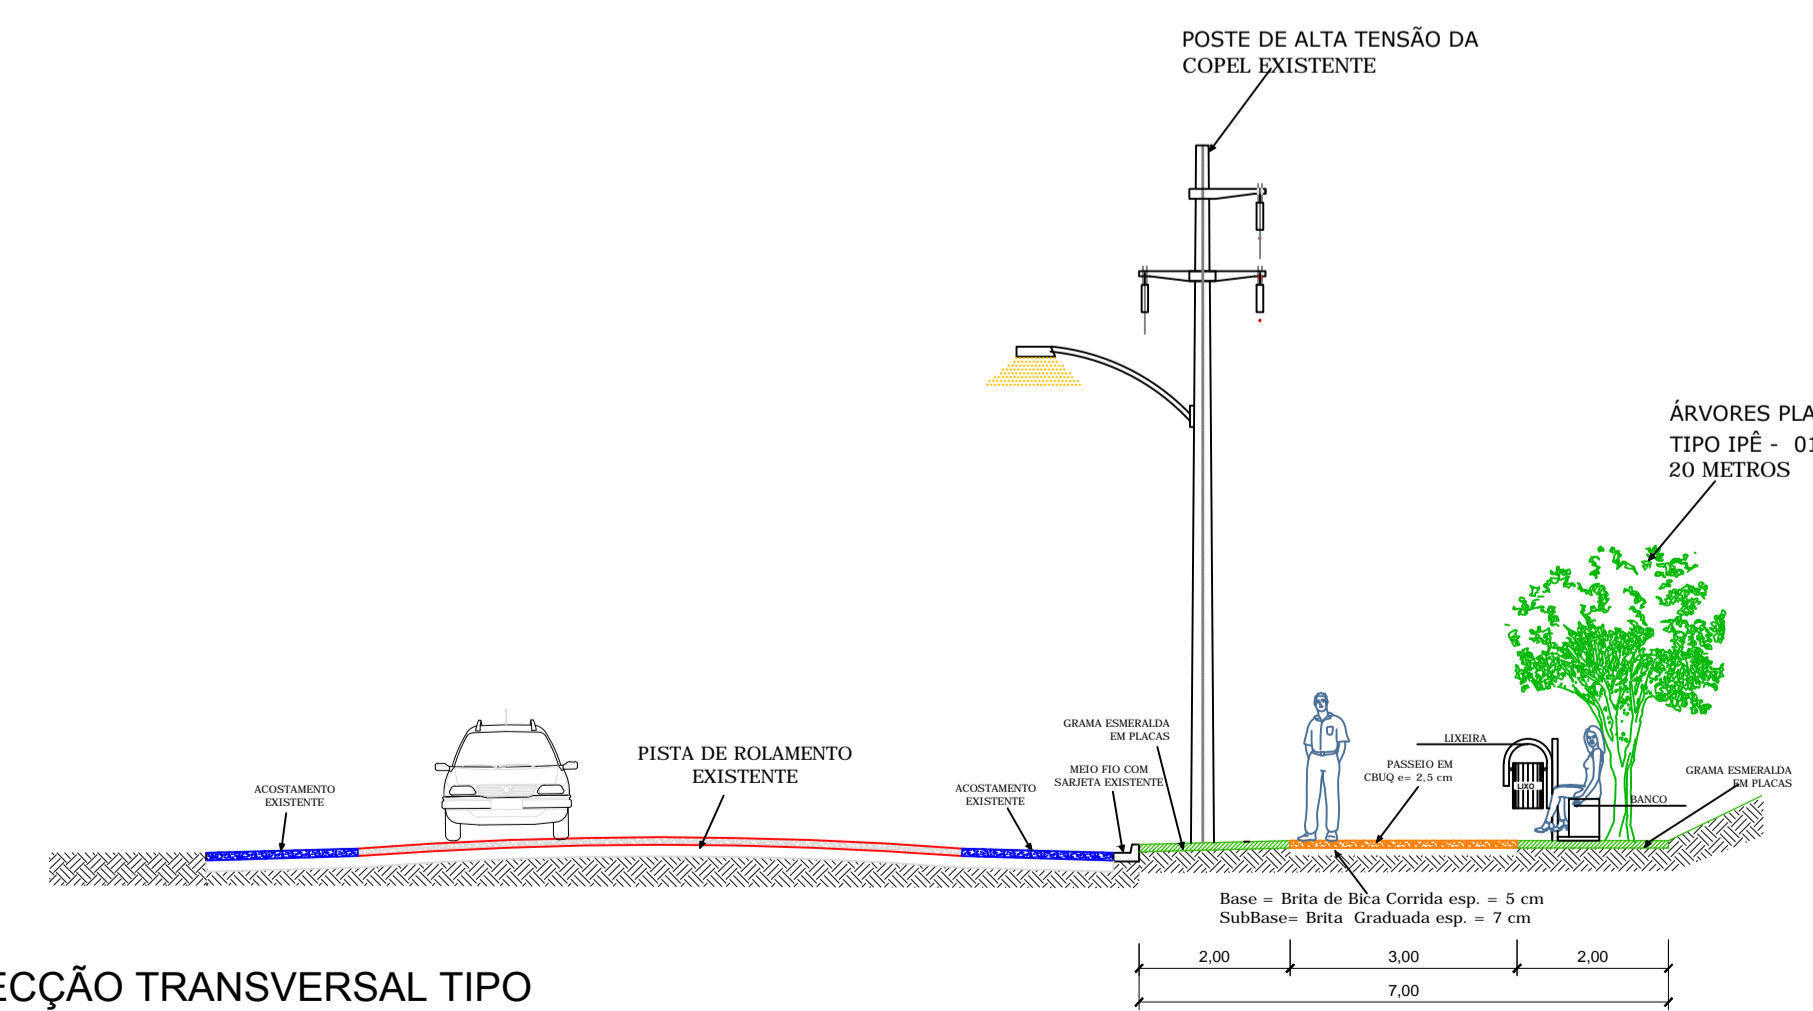 POSTE DE ALTA TENSÃO DA
COPEL EXISTENTE
ÁRVORES PLA
TIPO IPÊ - 01
20 METROS
GRAMA ESMERALDA
EM PLACAS
PISTA DE ROLAMENTO
EXISTENTE
LIXEIRA
MEIO FIO COM
SARJETA EXISTENTE
PASSEIO EM
CBUQ e= 2,5 cm
GRAMA ESMERALDA
EM PLACAS
ACOSTAMENTO
EXISTENTE
ACOSTAMENTO
EXISTENTE
LIXO
BANCO
Base = Brita de Bica Corrida esp. = 5 cm
SubBase= Brita Graduada esp. = 7 cm
2,00
3,00
2,00
7,00
ECÇÃO TRANSVERSAL TIPO